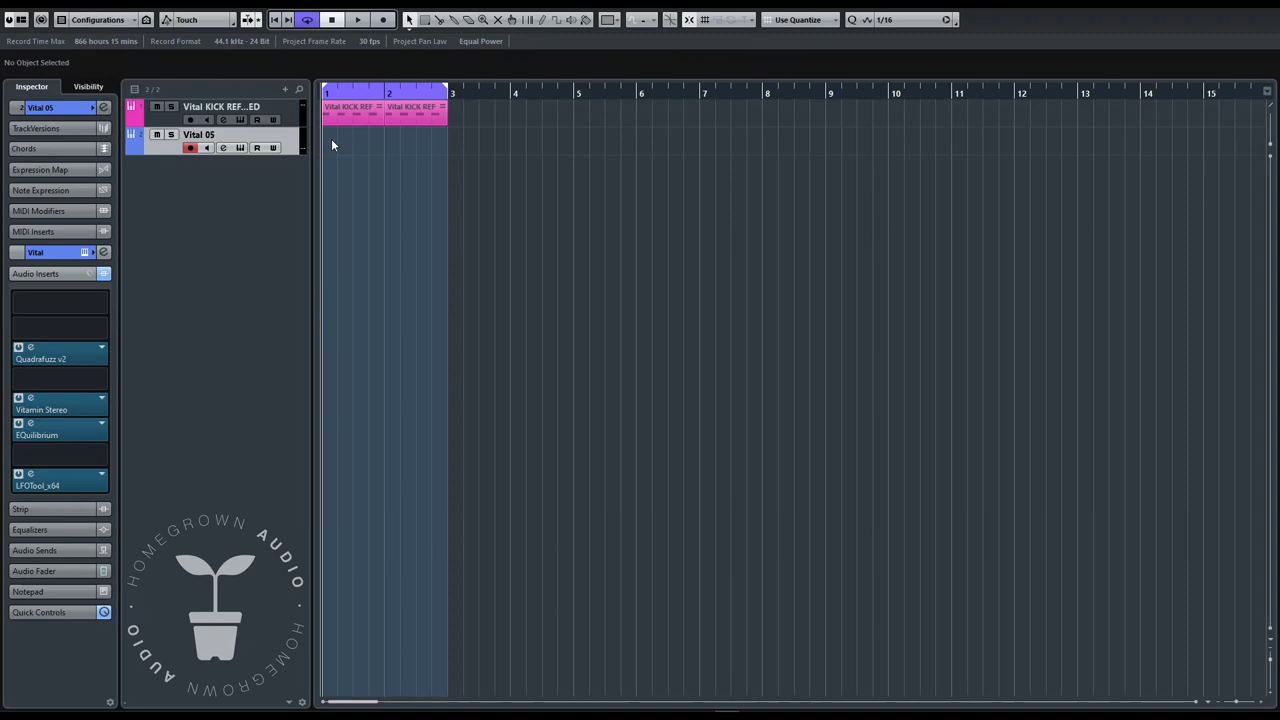 Configurations
Touch
Use Quantize
Q
1/16
Record Time Max 866 hours 15 mins Record Format 44.1 kHz - 24 Bit Project Frame Rate 30 fps Project Pan Law Equal Power
No Object Selected
Inspector Visibility
2/2
1 2 3 4 5 6 7 8 9 10 11 12 13 14 15
2 Vital 05
1 M S Vital KICK REF...ED
R W
Vital KICK REF
Vital KICK REF
TrackVersions
2 M S Vital 05
R W
Chords
Expression Map
Note Expression
MIDI Modifiers
MIDI Inserts
Vital
Audio Inserts
Quadrafuzz v2
Vitamin Stereo
EQuilibrium
LFOTool_x64
Strip
Equalizers
Audio Sends
Audio Fader
Notepad
Quick Controls
HOMEGROWN AUDIO
HOMEGROWN AUDIO